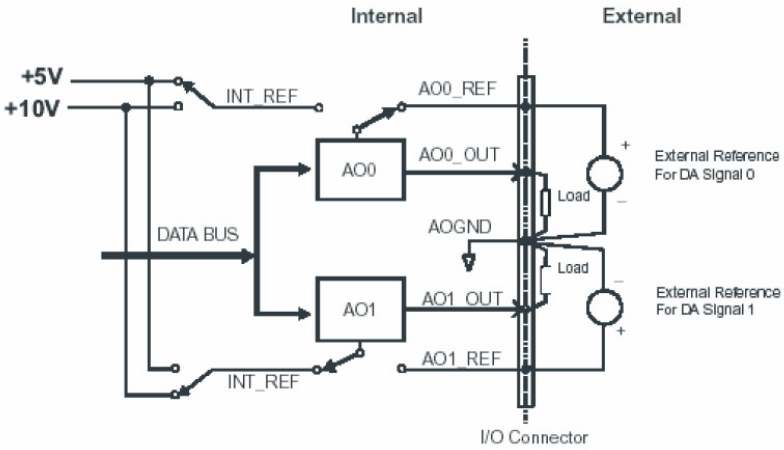 Internal
External
+5V
+10V
INT_REF
AO0_REF
AO0
AO0_OUT
+
–
External Reference
For DA Signal 0
Load
DATA BUS
AOGND
Load
AO1
AO1_OUT
–
+
External Reference
For DA Signal 1
INT_REF
AO1_REF
I/O Connector